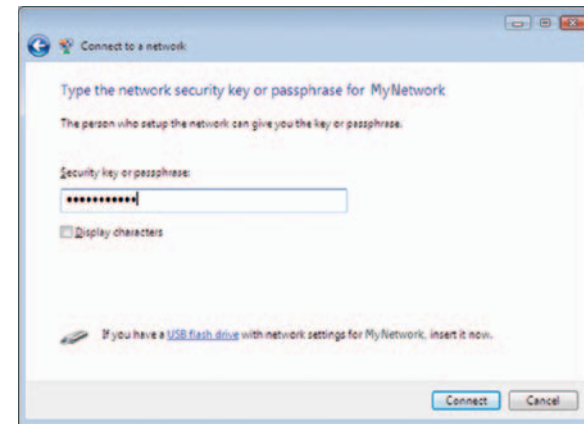 Connect to a network
Type the network security key or passphrase for MyNetwork
The person who setup the network can give you the key or passphrase.
Security key or passphrase:
•••••••••••
Display characters
If you have a USB flash drive with network settings for MyNetwork, insert it now.
Connect Cancel